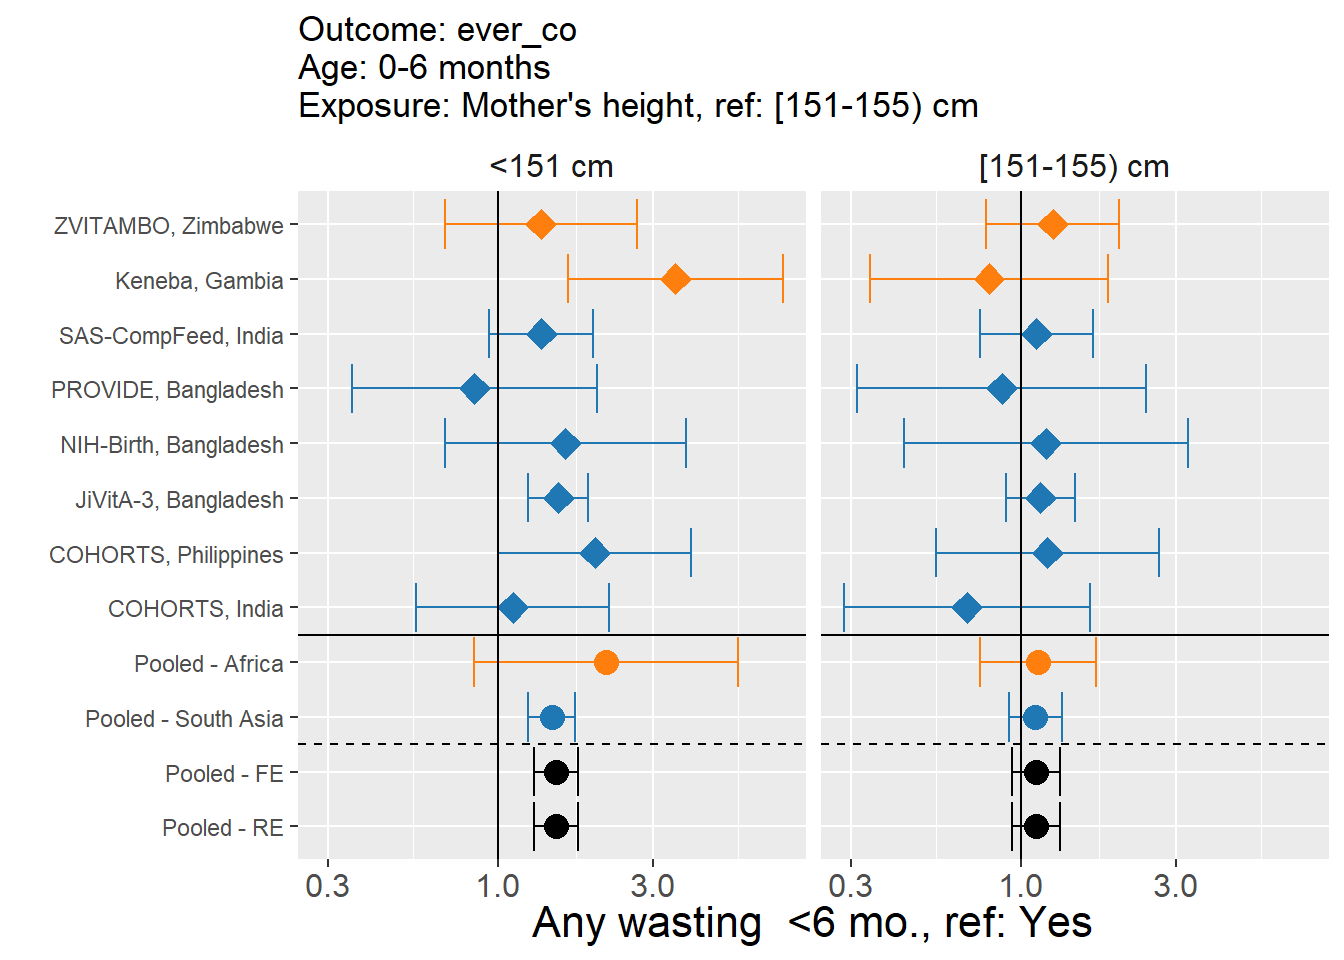 Outcome: ever_co
Age: 0-6 months
Exposure: Mother's height, ref: [151-155) cm
<151 cm
[151-155) cm
ZVITAMBO, Zimbabwe
Keneba, Gambia
SAS-CompFeed, India
PROVIDE, Bangladesh
NIH-Birth, Bangladesh
JiVitA-3, Bangladesh
COHORTS, Philippines
COHORTS, India
Pooled - Africa
Pooled - South Asia
Pooled - FE
Pooled - RE
0.3 1.0 3.0
0.3 1.0 3.0
Any wasting  <6 mo., ref: Yes